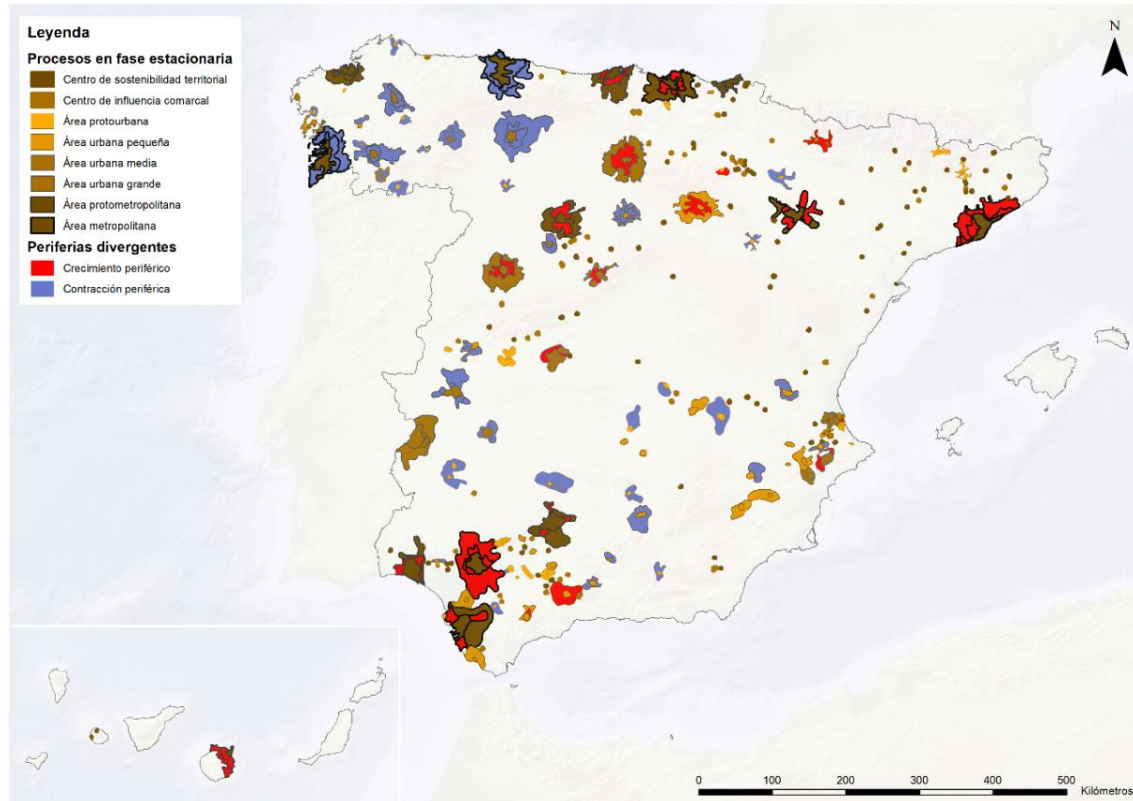 Leyenda
Procesos en fase estacionaria
Centro de sostenibilidad territorial
Centro de influencia comarcal
Área protourbana
Área urbana pequeña
Área urbana media
Área urbana grande
Área protometropolitana
Área metropolitana
Periferias divergentes
Crecimiento periférico
Contracción periférica
N
0 100 200 300 400 500
Kilómetros